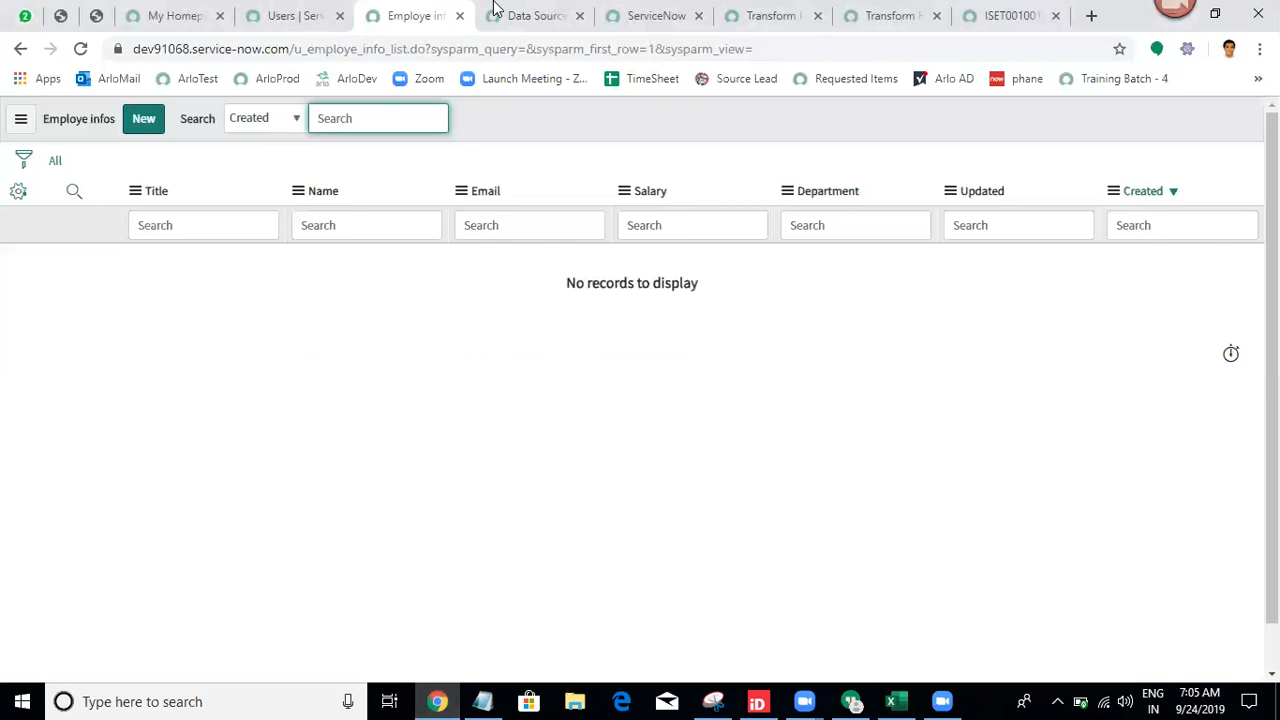 2
My Homep
Users | Serv
Employe inf
Data Source
ServiceNow
Transform
Transform H
ISET00100
dev91068.service-now.com/u_employe_info_list.do?sysparm_query=&sysparm_first_row=1&sysparm_view=
Apps ArloMail ArloTest ArloProd ArloDev Zoom Launch Meeting - Z... TimeSheet Source Lead Requested Items Arlo AD now phane Training Batch - 4 »
Employe infos New Search Created Search
All
Title Name Email Salary Department Updated Created
Search Search Search Search Search Search Search
No records to display
Type here to search
iD
ENG
IN
7:05 AM
9/24/2019